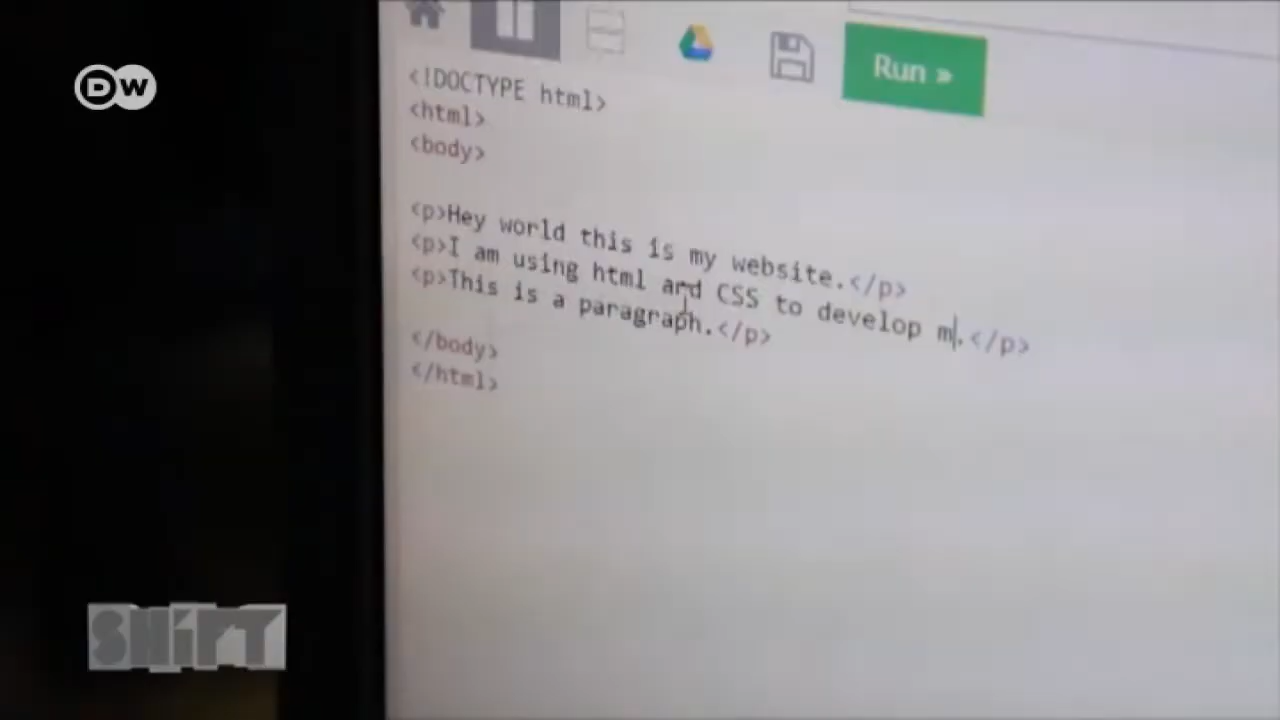 DW
Run »
<!DOCTYPE html>
<html>
<body>
<p>Hey world this is my website.</p>
<p>I am using html and CSS to develop m.</p>
<p>This is a paragraph.</p>
</body>
</html>
SHiFT